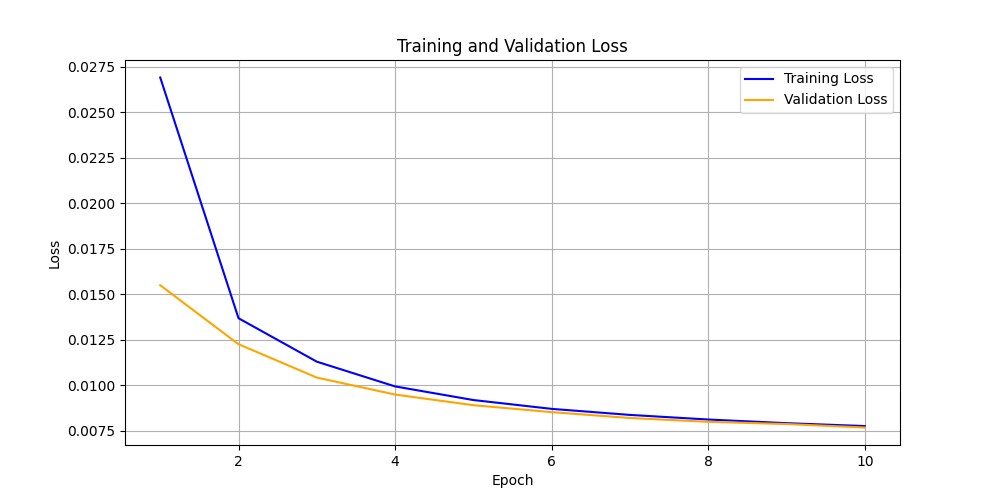 Training and Validation Loss
Training Loss
Validation Loss
Loss
0.0275
0.0250
0.0225
0.0200
0.0175
0.0150
0.0125
0.0100
0.0075
2 4 6 8 10
Epoch